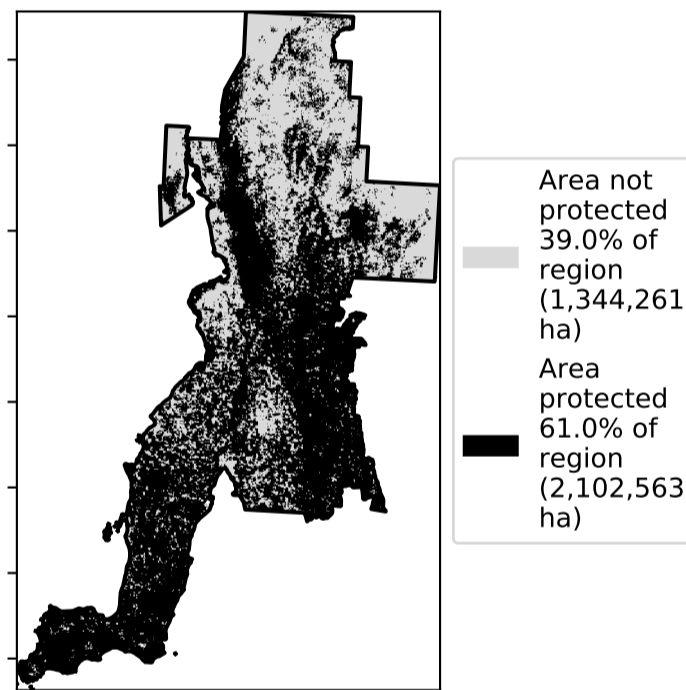 Area not
protected
39.0% of
region
(1,344,261
ha)
Area
protected
61.0% of
region
(2,102,563
ha)